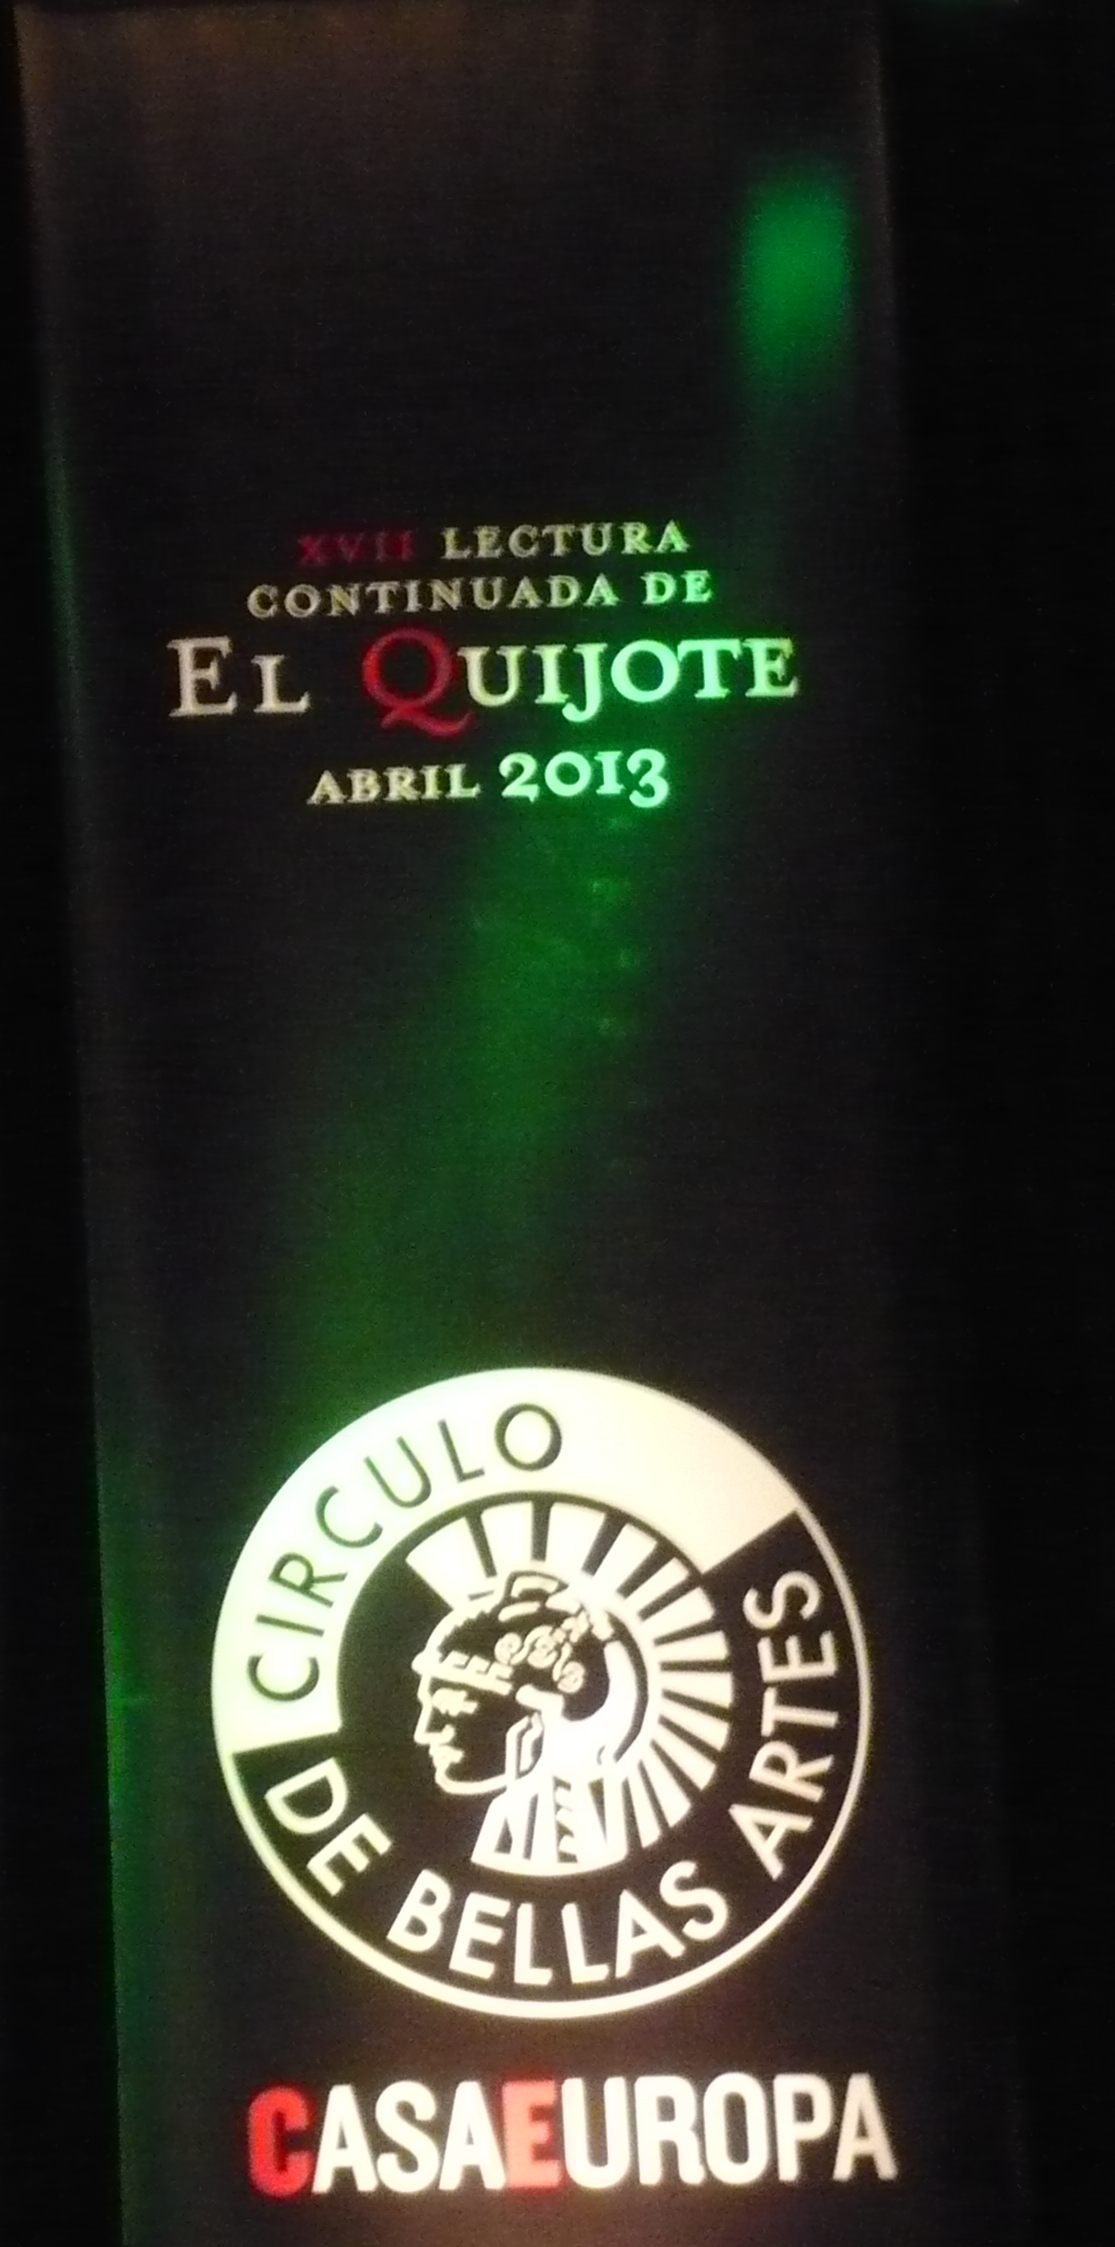 XVII LECTURA
CONTINUADA DE
EL QUIJOTE
ABRIL 2013
CIRCULO
DE BELLAS ARTES
CASAEUROPA